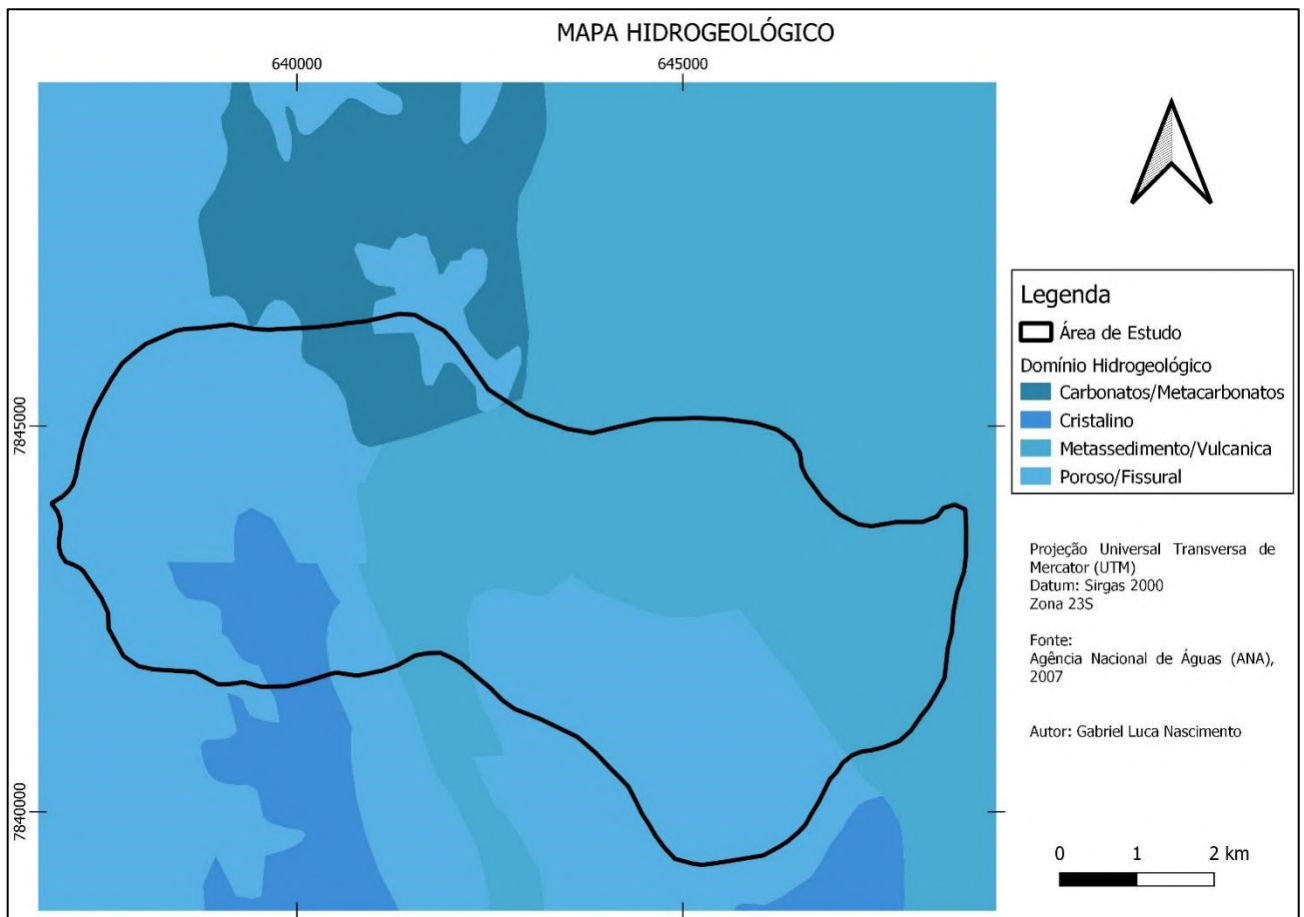 MAPA HIDROGEOLÓGICO
640000
645000
7845000
7840000
Legenda
Área de Estudo
Domínio Hidrogeológico
Carbonatos/Metacarbonatos
Cristalino
Metassedimento/Vulcanica
Poroso/Fissural
Projeção Universal Transversa de
Mercator (UTM)
Datum: Sirgas 2000
Zona 23S
Fonte:
Agência Nacional de Águas (ANA),
2007
Autor: Gabriel Luca Nascimento
0 1 2 km